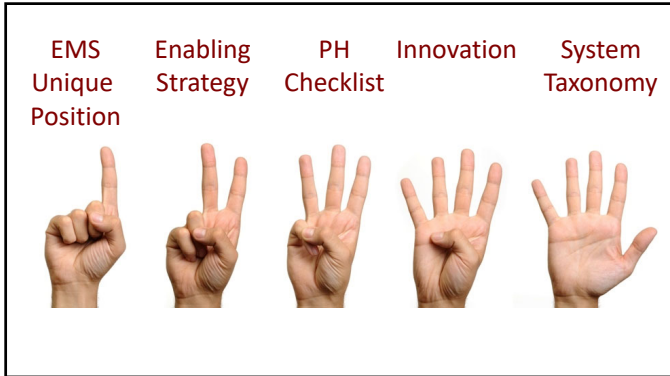 EMS
Unique
Position
Enabling
Strategy
PH
Checklist
Innovation
System
Taxonomy